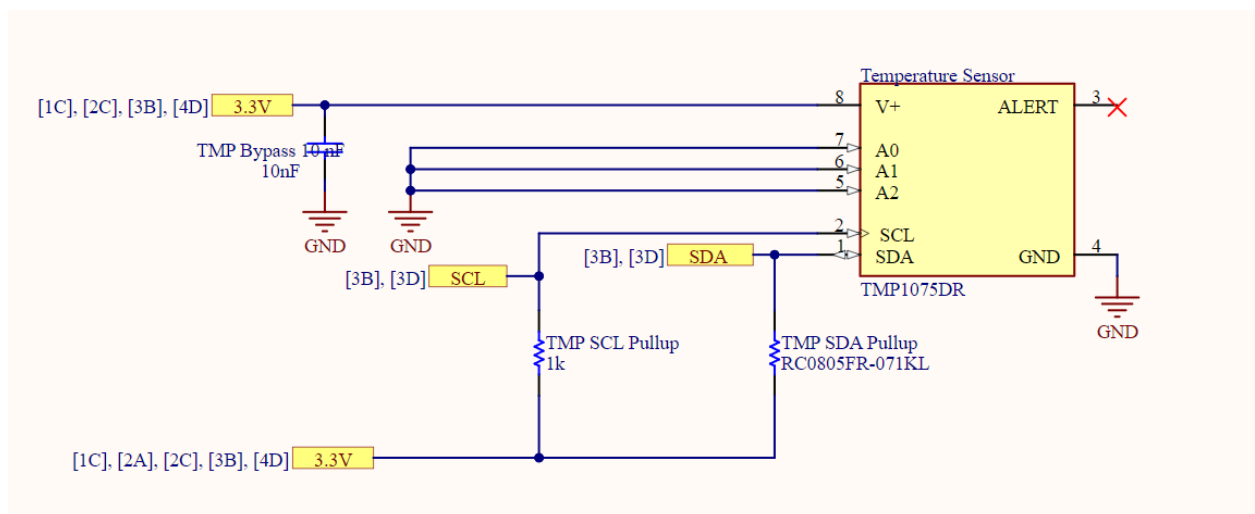 Temperature Sensor
[1C], [2C], [3B], [4D] 3.3V
8 V+ ALERT 3
TMP Bypass 10 nF
10nF
7 A0
6 A1
5 A2
GND
GND
2 SCL
[3B], [3D] SDA 1 SDA GND 4
[3B], [3D] SCL
TMP1075DR
GND
TMP SCL Pullup
1k
TMP SDA Pullup
RC0805FR-071KL
[1C], [2A], [2C], [3B], [4D] 3.3V